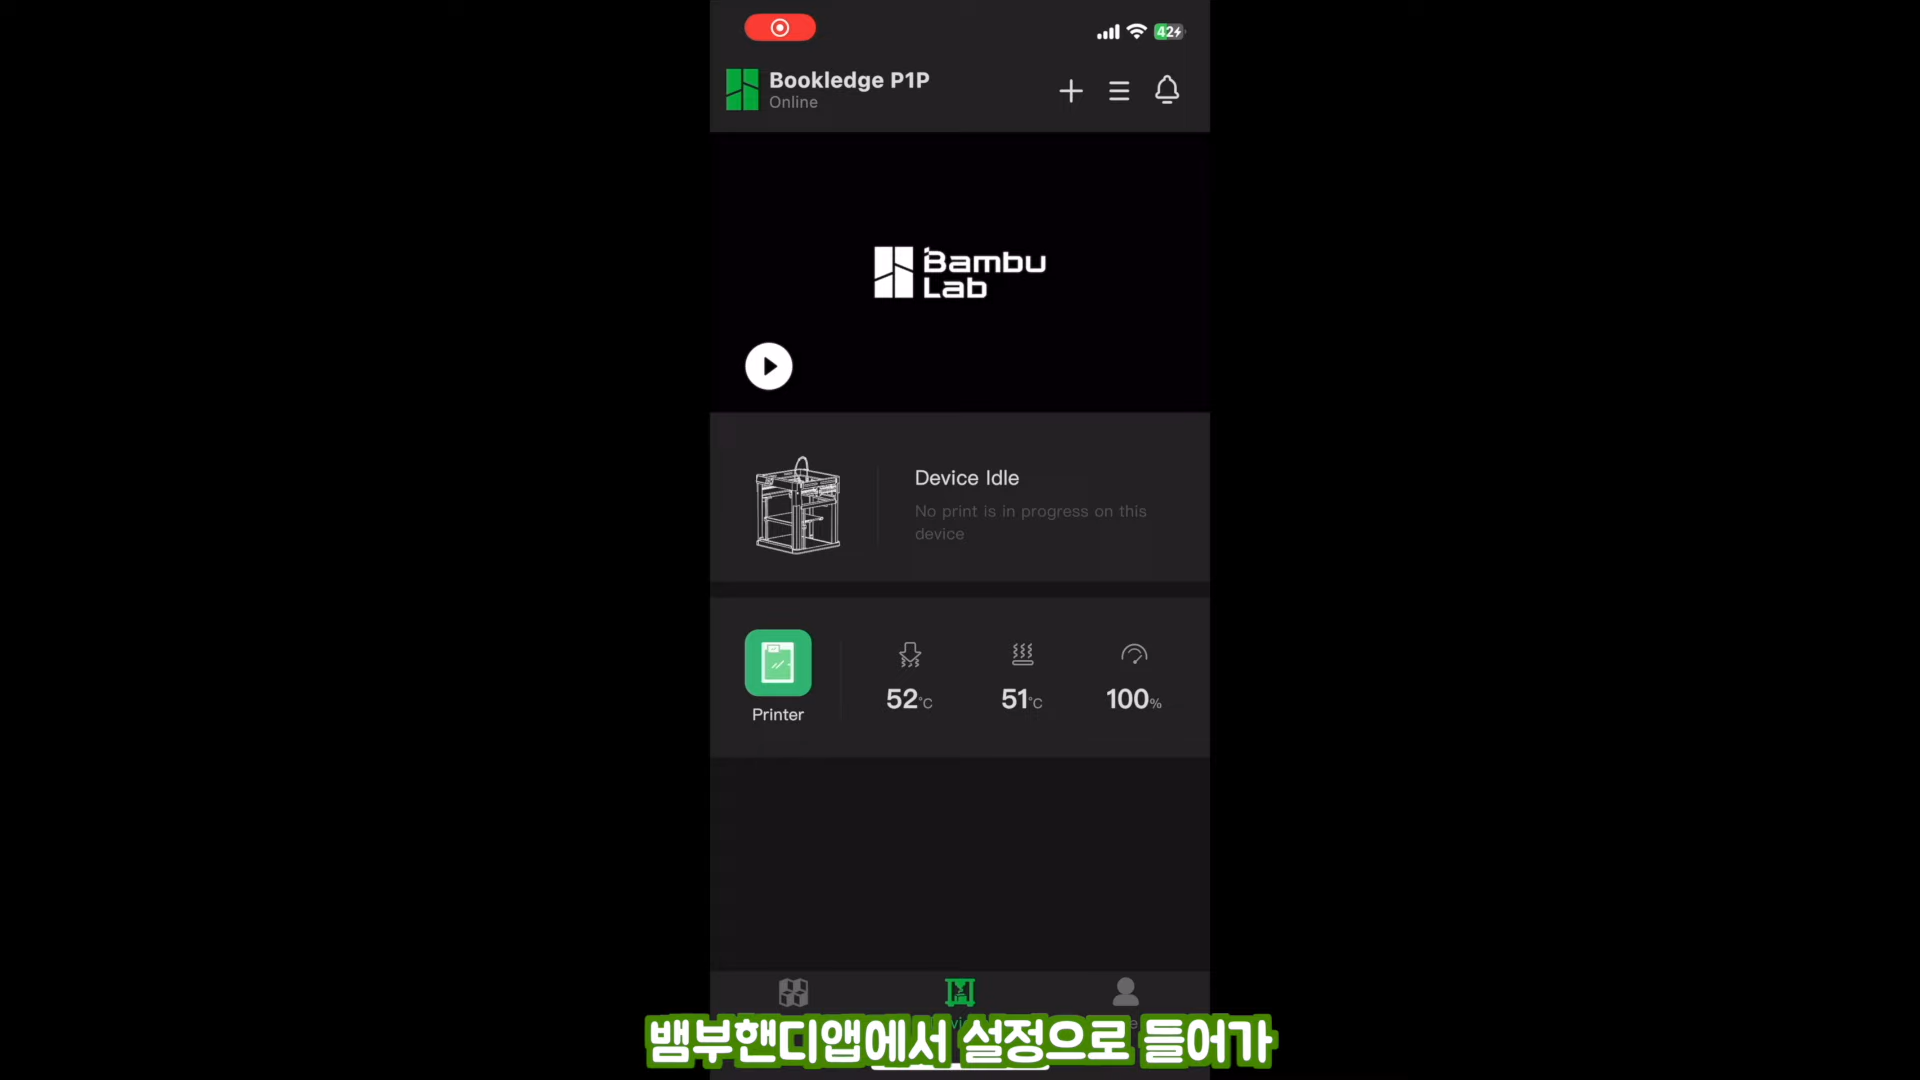 42
Bookledge P1P
Online
Bambu
Lab
Device Idle
No print is in progress on this
device
52°C
51°C
100%
Printer
뱀부핸디앱에서 설정으로 들어가